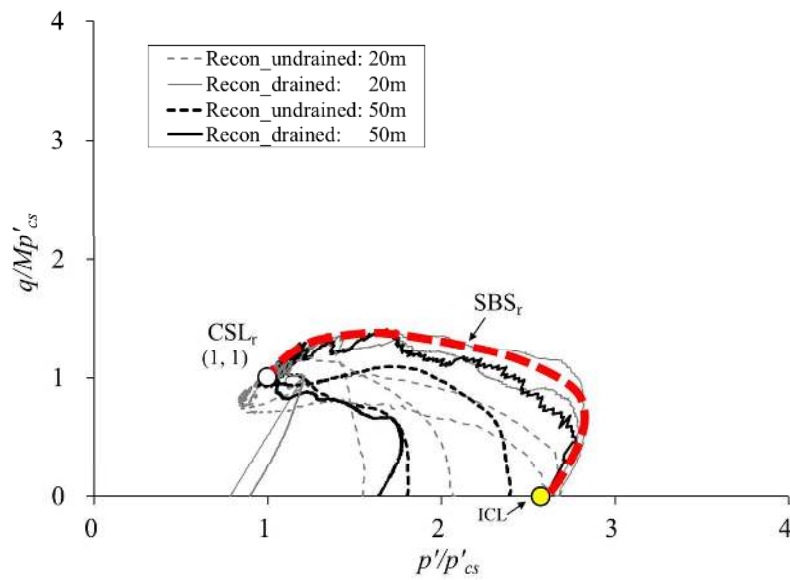 4
3
2
1
0
q/Mp'cs
Recon_undrained: 20m
Recon_drained: 20m
Recon_undrained: 50m
Recon_drained: 50m
CSLr
(1, 1)
SBSr
ICL
0 1 2 3 4
p'/p'cs